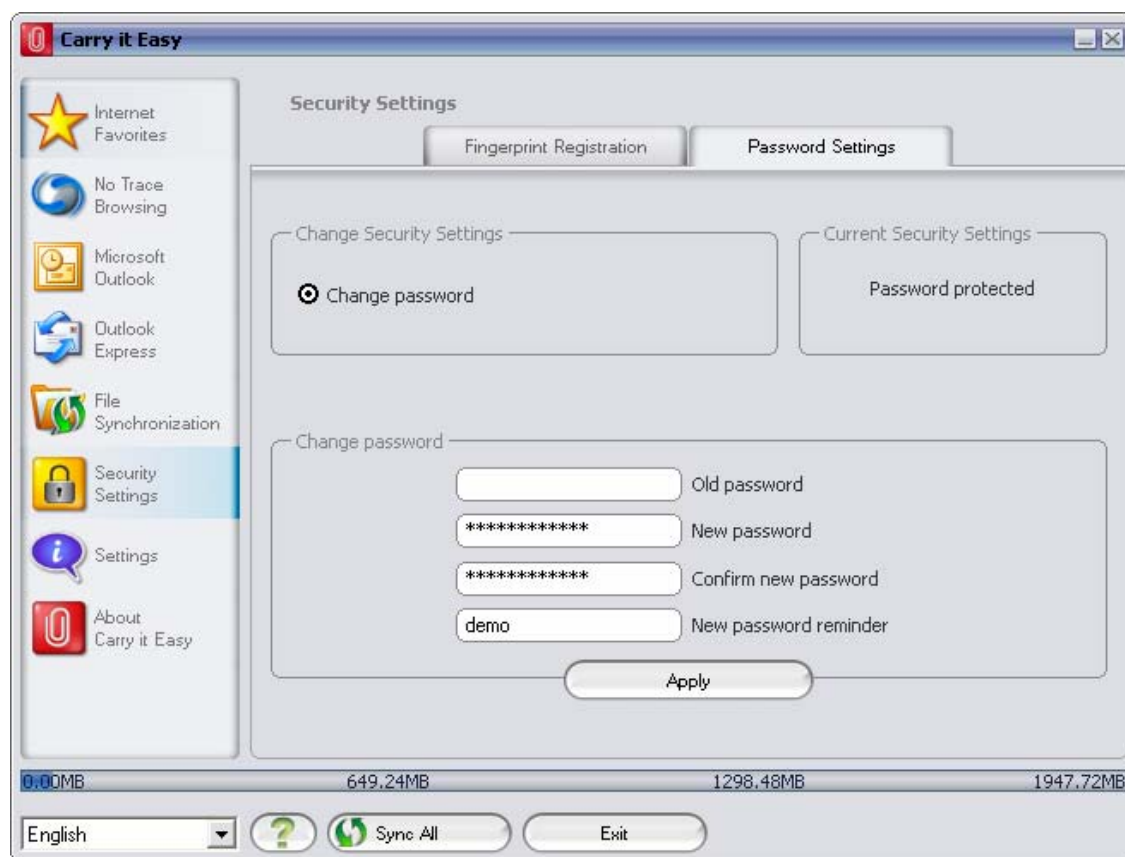 Carry it Easy
Internet
Favorites
No Trace
Browsing
Microsoft
Outlook
Outlook
Express
File
Synchronization
Security
Settings
Settings
About
Carry it Easy
Security Settings
Fingerprint Registration
Password Settings
Change Security Settings
Change password
Current Security Settings
Password protected
Change password
Old password
************ New password
************ Confirm new password
demo New password reminder
Apply
0.00MB 649.24MB 1298.48MB 1947.72MB
English ? Sync All Exit